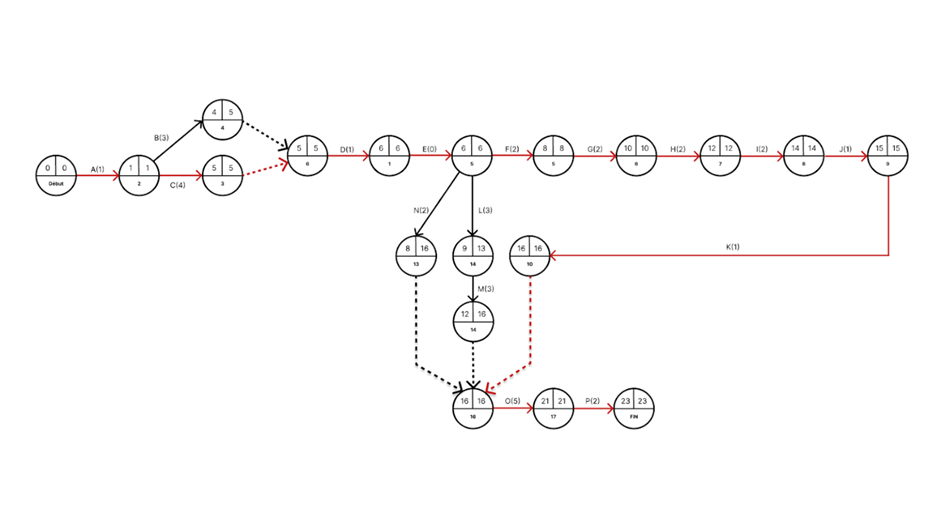 4 5
4
B(3)
0 0
Début
A(1)
1 1
2
C(4)
5 5
3
5 5
6
D(1)
6 6
1
E(0)
6 6
5
F(2)
8 8
5
G(2)
10 10
6
H(2)
12 12
7
I(2)
14 14
8
J(1)
15 15
9
N(2)
L(3)
K(1)
8 16
13
9 13
14
16 16
10
M(3)
12 16
14
16 16
16
O(5)
21 21
17
P(2)
23 23
FIN